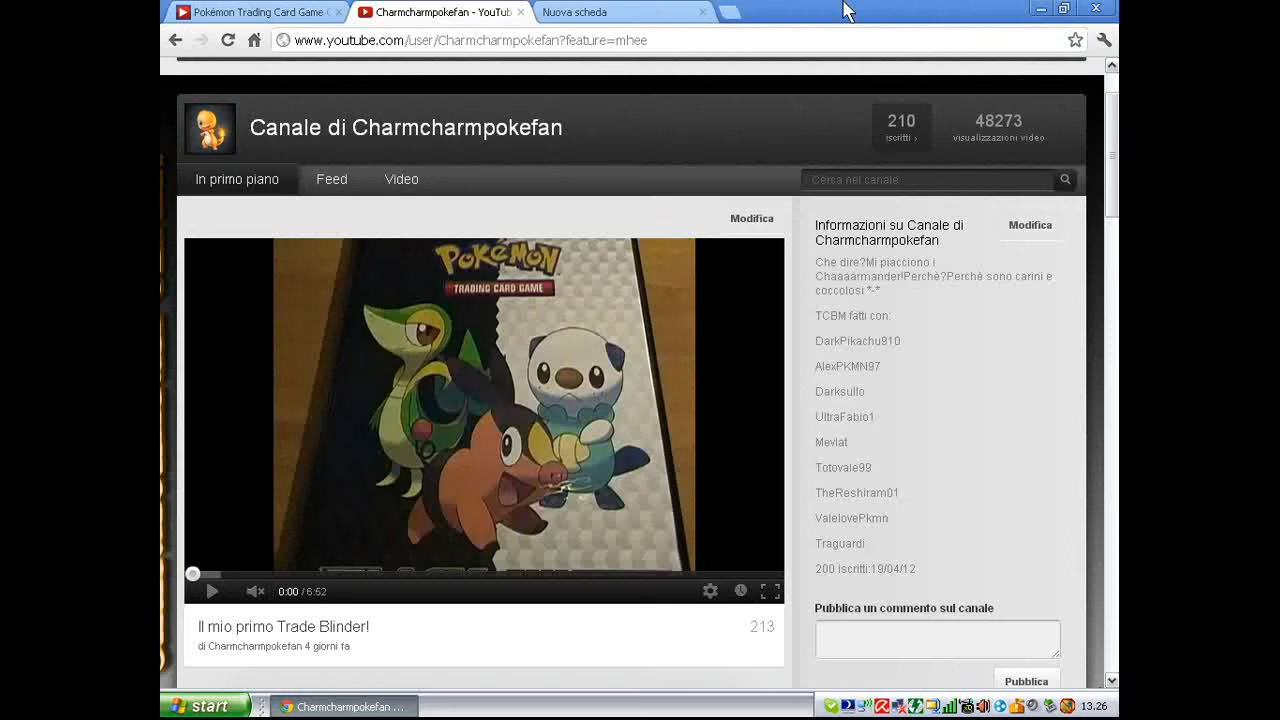 Pokémon Trading Card Game
Charmcharmpokefan - YouTub
Nuova scheda
www.youtube.com/user/Charmcharmpokefan?feature=mhee
Canale di Charmcharmpokefan
210
iscritti ›
48273
visualizzazioni video
In primo piano
Feed
Video
Cerca nel canale
Modifica
POKéMON
TRADING CARD GAME
0:00 / 6:52
Il mio primo Trade Blinder!
213
di Charmcharmpokefan 4 giorni fa
Informazioni su Canale di
Charmcharmpokefan
Modifica
Che dire?Mi piacciono i
Chaaaarmander!Perchè?Perchè sono carini e
coccolosi *-*
TCBM fatti con:
DarkPikachu910
AlexPKMN97
Darksullo
UltraFabio1
Mevlat
Totovale99
TheReshiram01
ValelovePkmn
Traguardi
200 iscritti:19/04/12
Pubblica un commento sul canale
Pubblica
start
Charmcharmpokefan ...
13.26